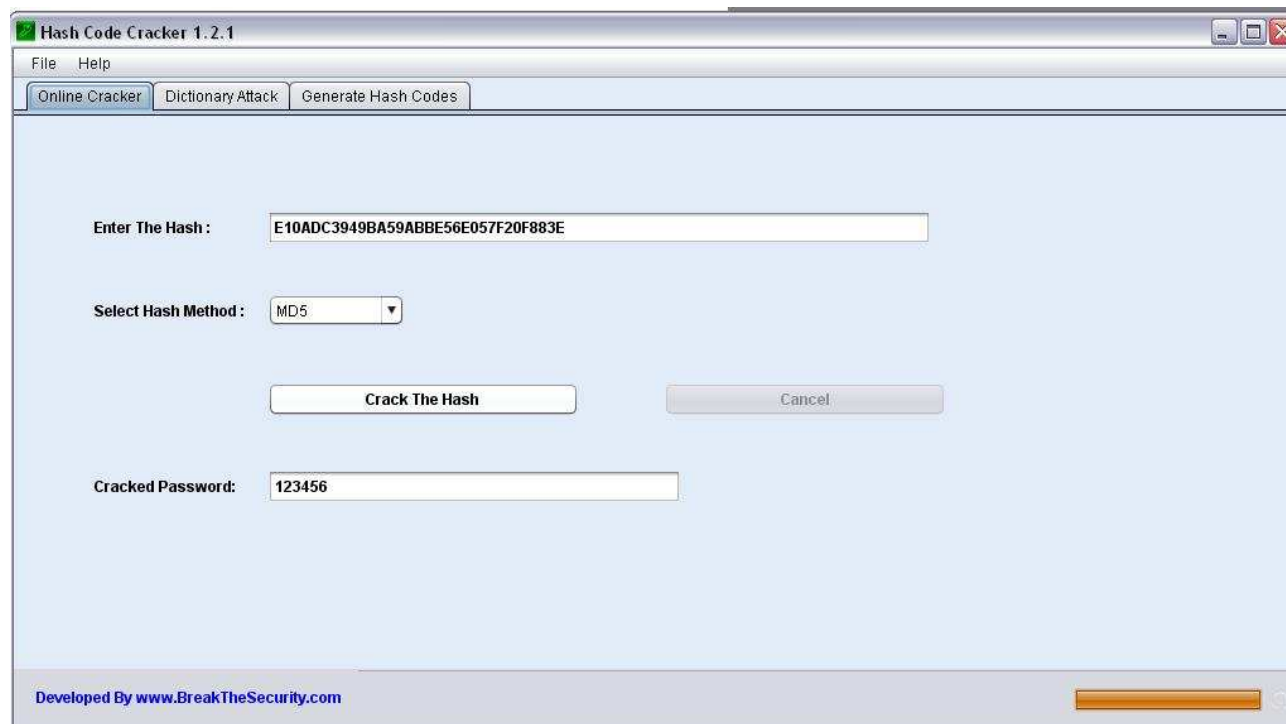 Hash Code Cracker 1.2.1
File Help
Online Cracker Dictionary Attack Generate Hash Codes
Enter The Hash : E10ADC3949BA59ABBE56E057F20F883E
Select Hash Method : MD5
Crack The Hash Cancel
Cracked Password: 123456
Developed By www.BreakTheSecurity.com